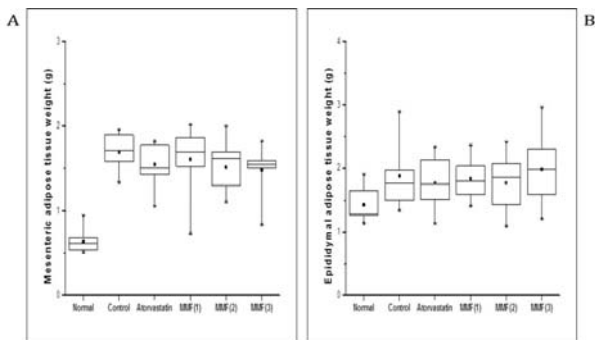 A
B
Mesenteric adipose tissue weight (g)
3
2
1
0
Normal Control Atorvastatin MMF(1) MMF(2) MMF(3)
Epididymal adipose tissue weight (g)
4
3
2
1
0
Normal Control Atorvastatin MMF(1) MMF(2) MMF(3)